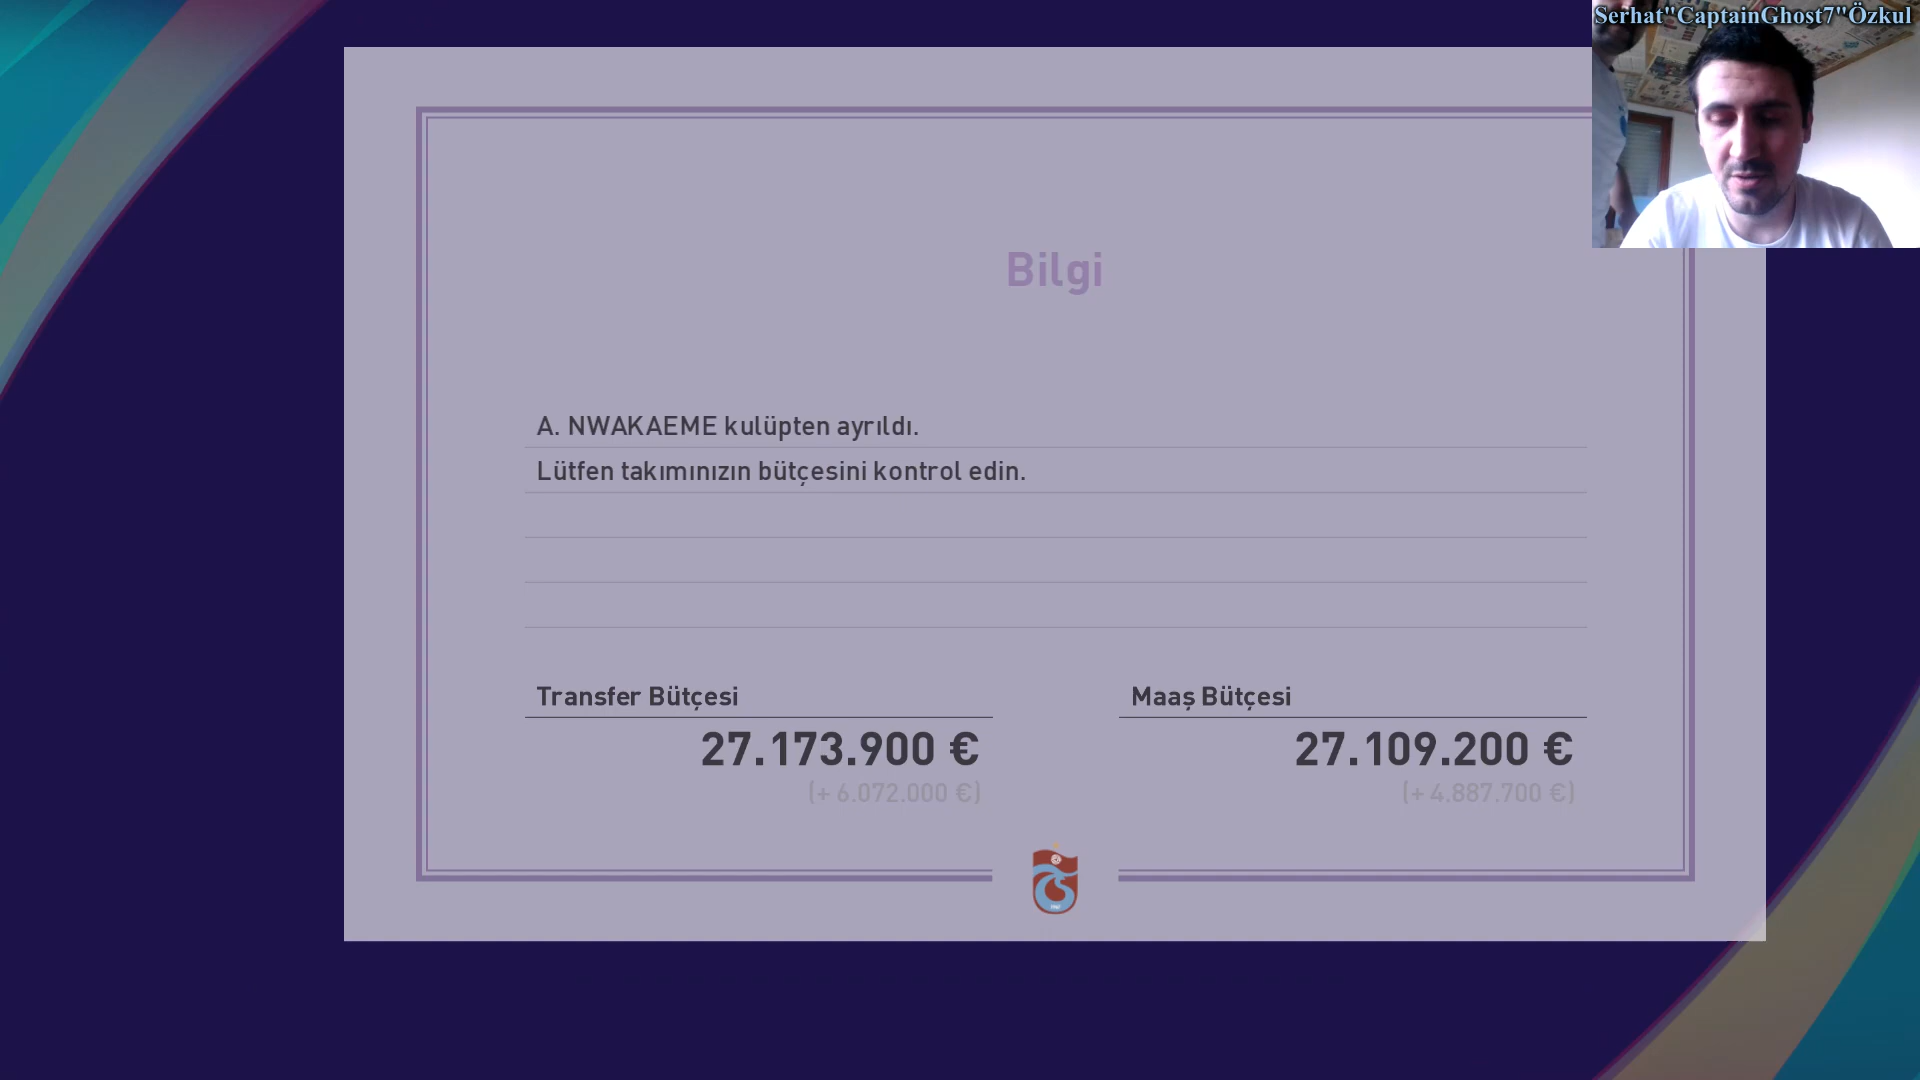 Serhat"CaptainGhost7"Özkul
Bilgi
A. NWAKAEME kulüpten ayrıldı.
Lütfen takımınızın bütçesini kontrol edin.
Transfer Bütçesi
27.173.900 €
(+ 6.072.000 €)
Maaş Bütçesi
27.109.200 €
(+ 4.887.700 €)